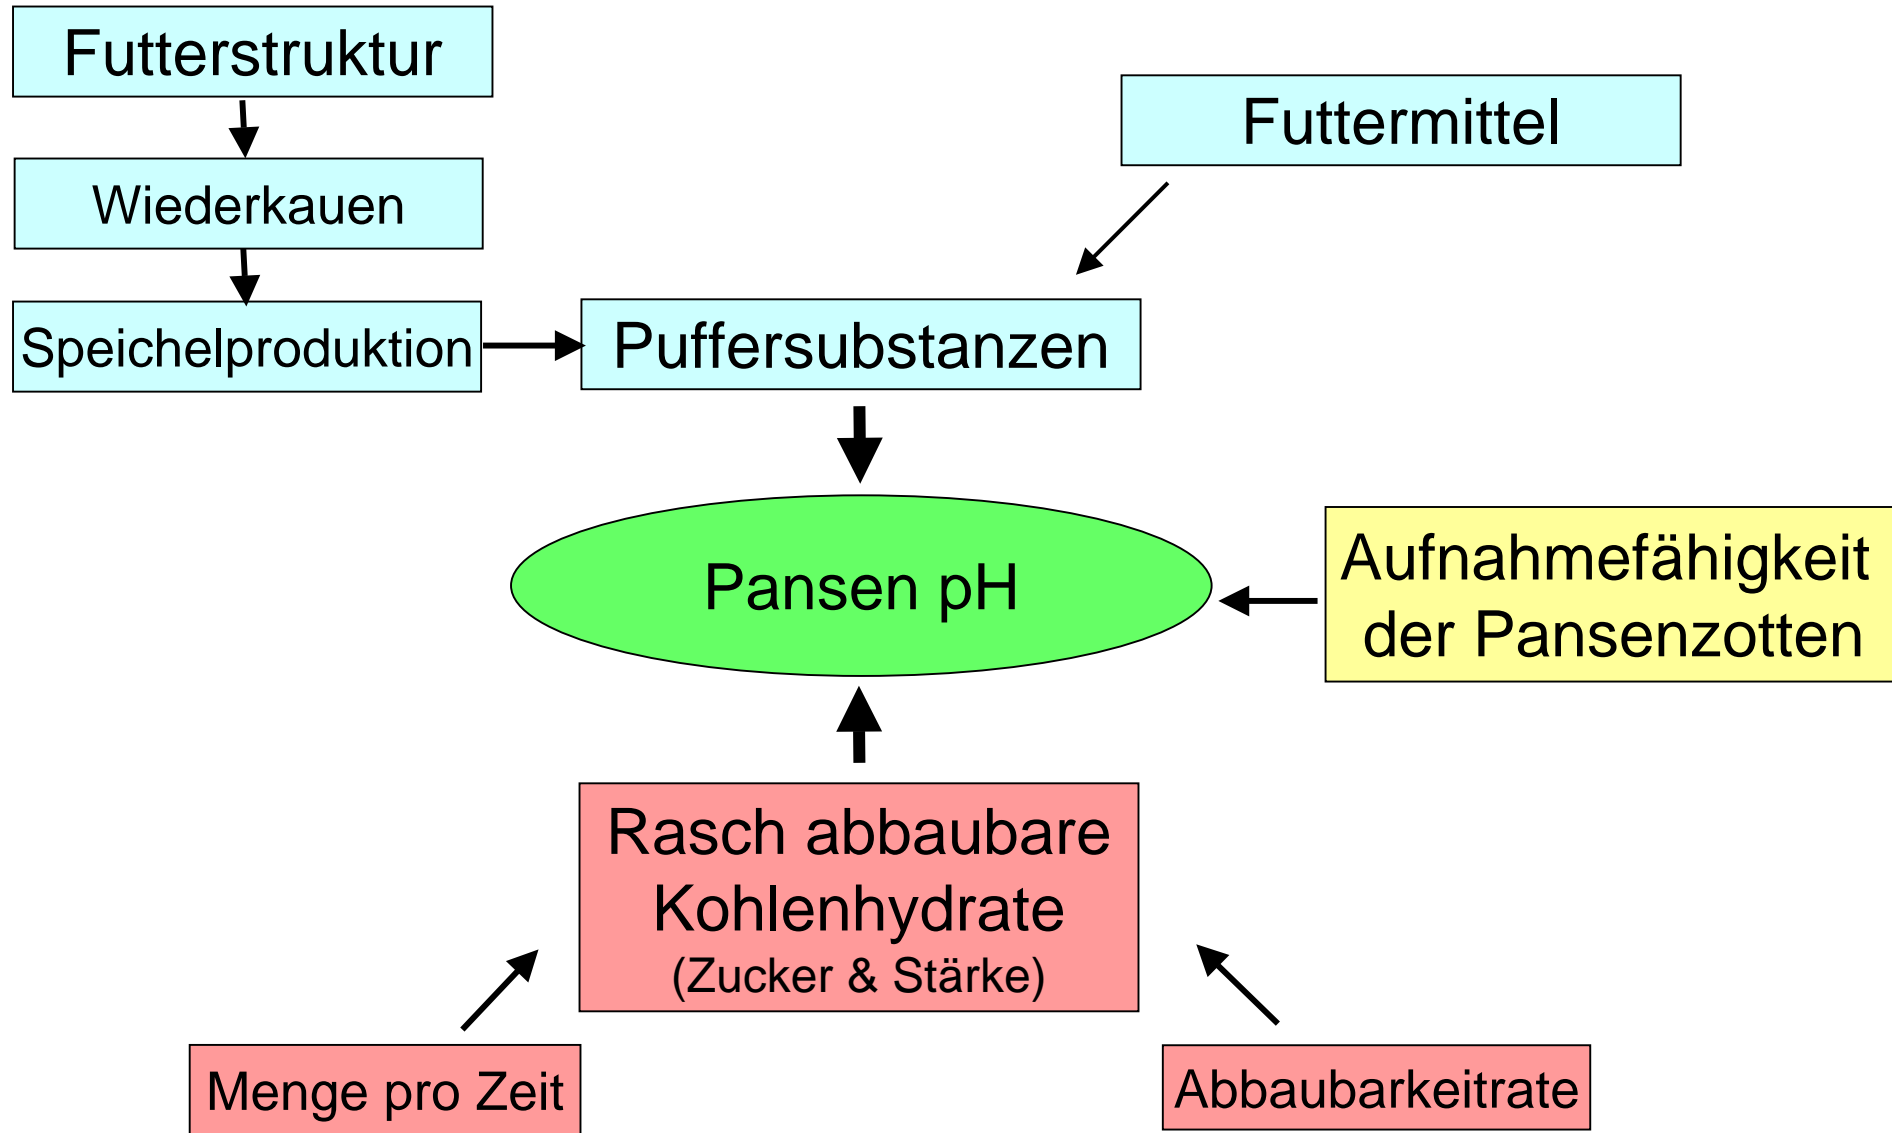 Futterstruktur
Futtermittel
Wiederkauen
Speichelproduktion
Puffersubstanzen
Pansen pH
Aufnahmefähigkeit
der Pansenzotten
Rasch abbaubare
Kohlenhydrate
(Zucker & Stärke)
Menge pro Zeit
Abbaubarkeitrate